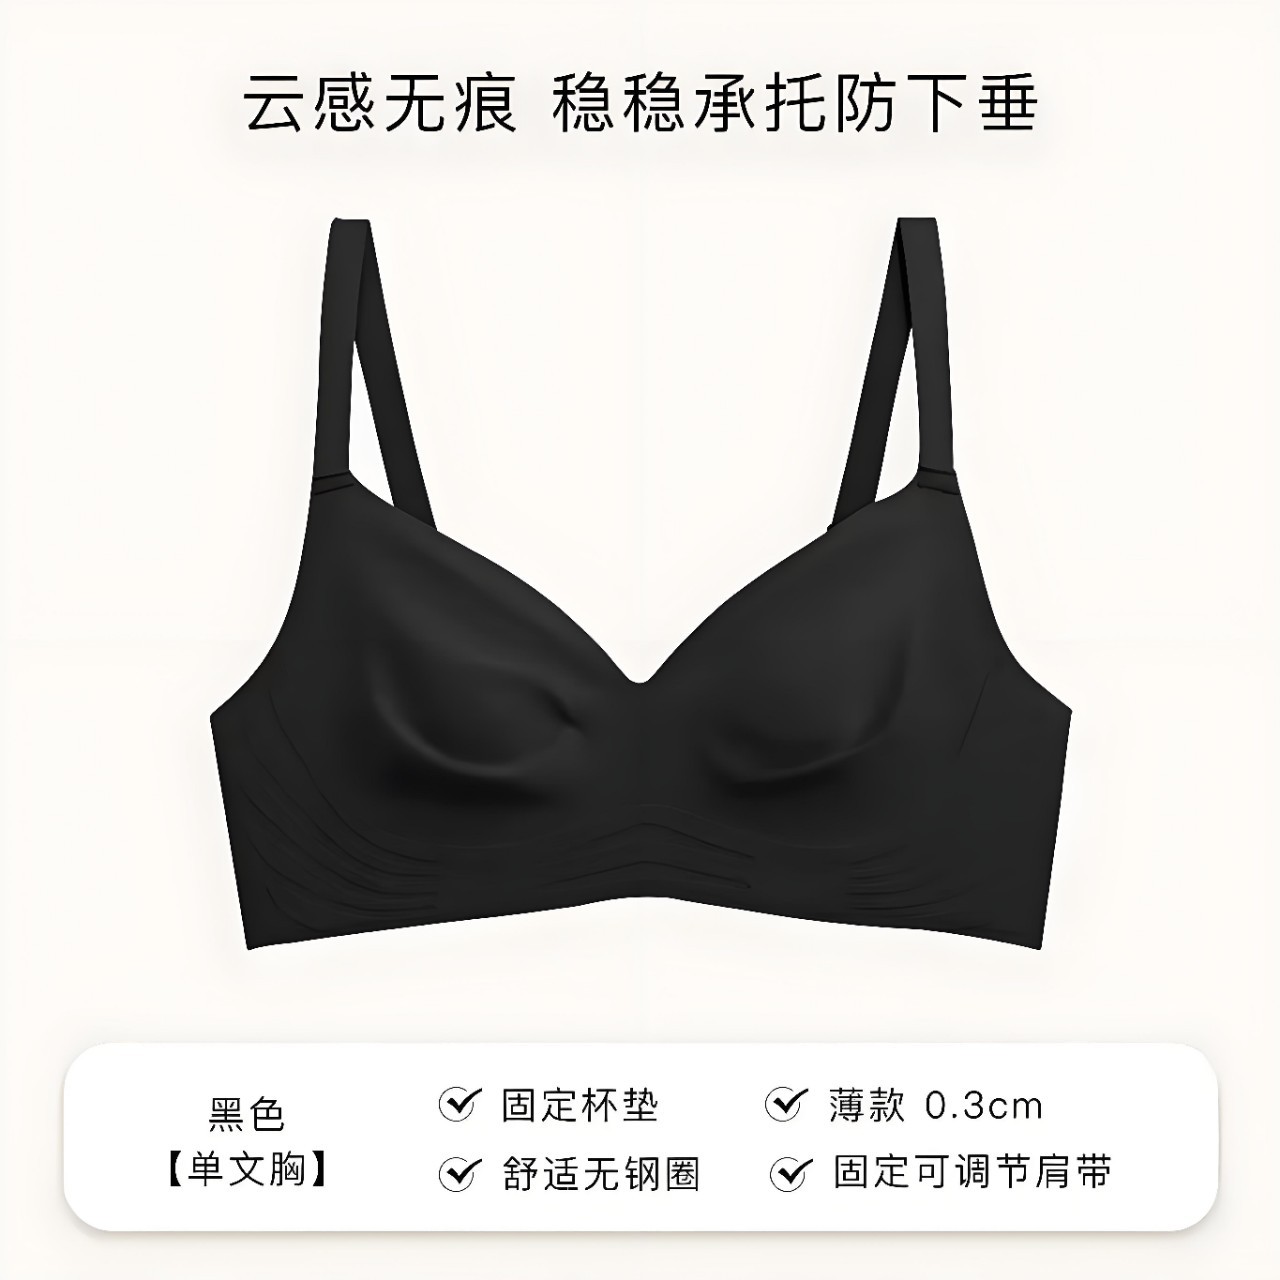 云感无痕 稳稳承托防下垂
黑色
【单文胸】
固定杯垫
薄款 0.3cm
舒适无钢圈
固定可调节肩带